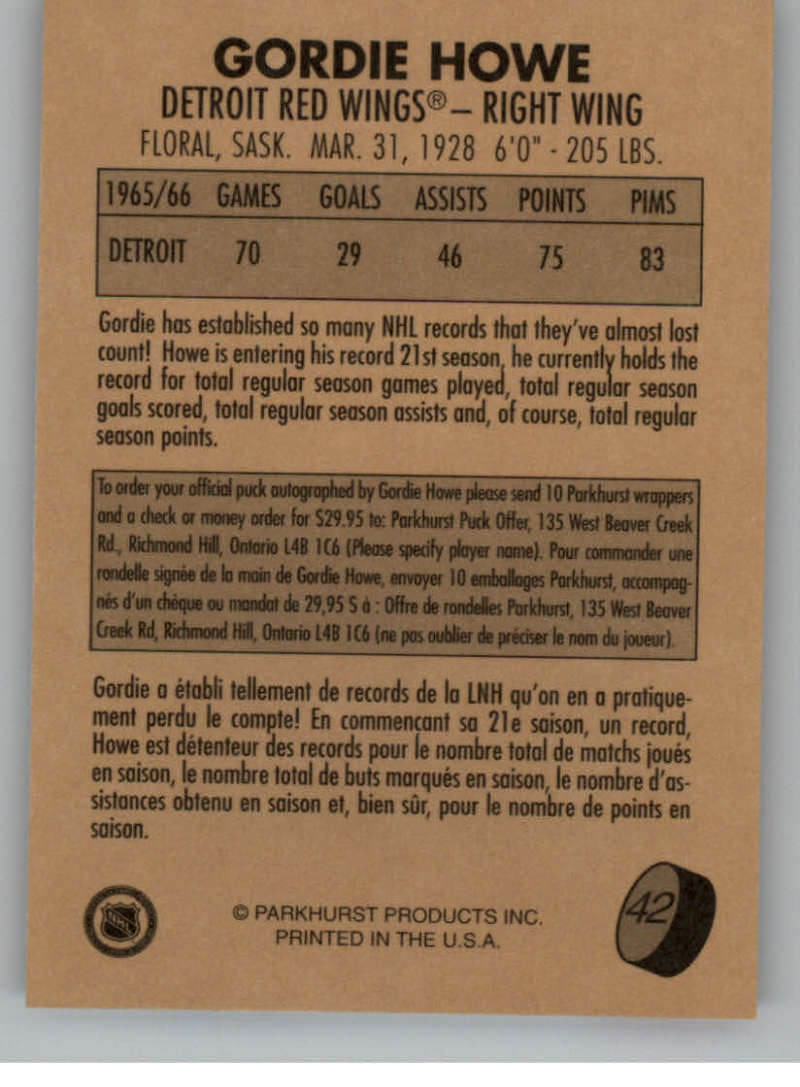 GORDIE HOWE
DETROIT RED WINGS® – RIGHT WING
FLORAL, SASK. MAR. 31, 1928 6'0" - 205 LBS.
1965/66 GAMES GOALS ASSISTS POINTS PIMS
DETROIT 70 29 46 75 83
Gordie has established so many NHL records that they've almost lost
count! Howe is entering his record 21st season, he currently holds the
record for total regular season games played, total regular season
goals scored, total regular season assists and, of course, total regular
season points.
To order your official puck autographed by Gordie Howe please send 10 Parkhurst wrappers
and a check or money order for $29.95 to: Parkhurst Puck Offer, 135 West Beaver Creek
Rd., Richmond Hill, Ontario L4B 1C6 (Please specify player name). Pour commander une
rondelle signée de la main de Gordie Howe, envoyer 10 emballages Parkhurst, accompag-
nés d'un chèque ou mandat de 29,95 $ à : Offre de rondelles Parkhurst, 135 West Beaver
Creek Rd, Richmond Hill, Ontario L4B 1C6 (ne pas oublier de préciser le nom du joueur).
Gordie a établi tellement de records de la LNH qu'on en a pratique-
ment perdu le compte! En commencant sa 21e saison, un record,
Howe est détenteur des records pour le nombre total de matchs joués
en saison, le nombre total de buts marqués en saison, le nombre d'as-
sistances obtenu en saison et, bien sûr, pour le nombre de points en
saison.
NHL
© PARKHURST PRODUCTS INC.
PRINTED IN THE U.S.A.
42